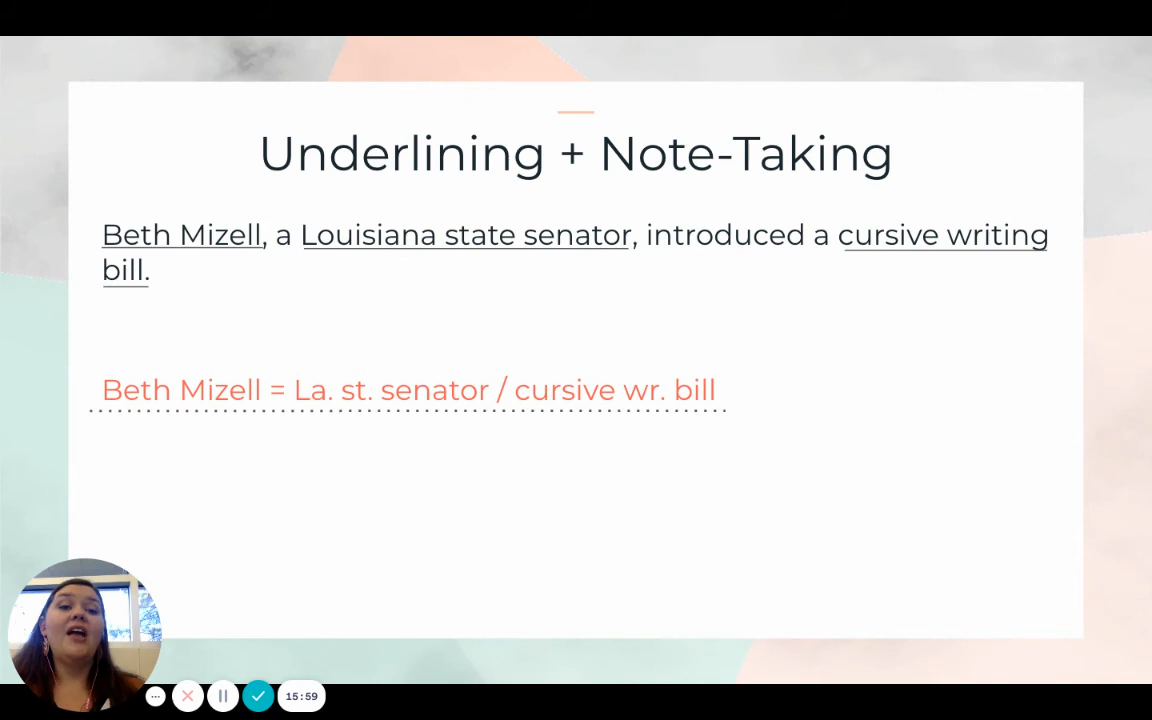 Underlining + Note-Taking
Beth Mizell, a Louisiana state senator, introduced a cursive writing
bill.
Beth Mizell = La. st. senator / cursive wr. bill
15:59